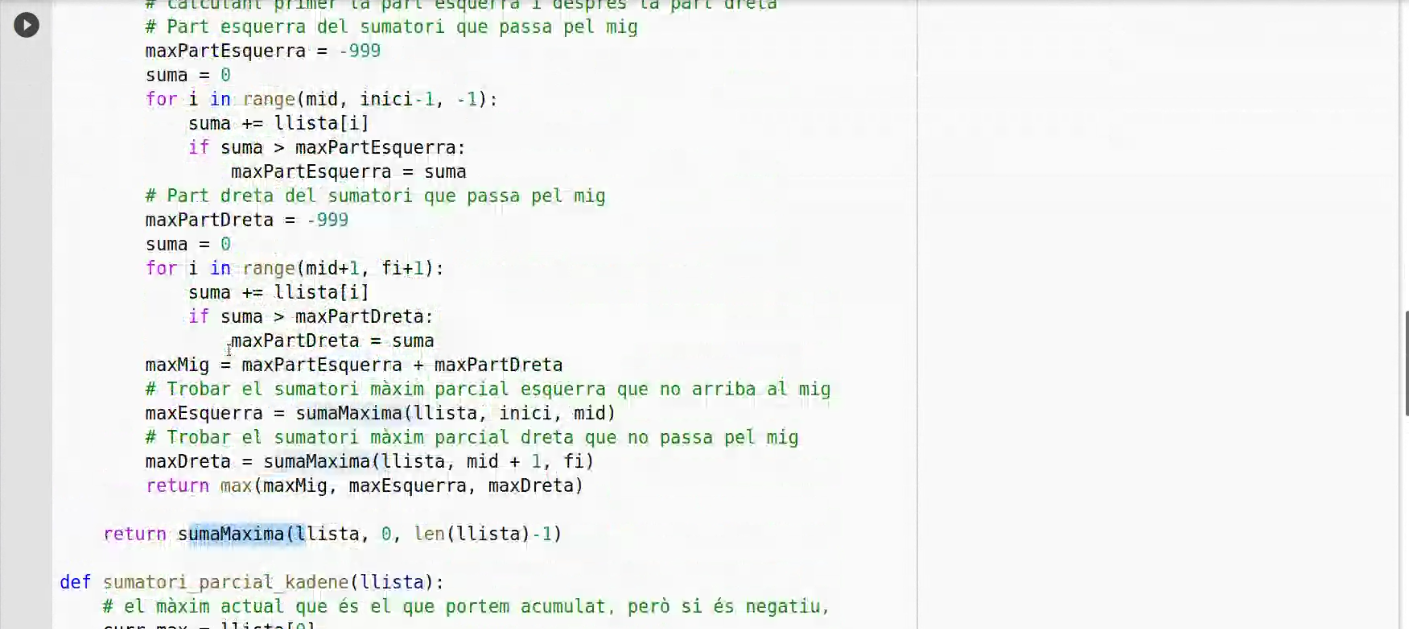 # Calculant primer la part esquerra i després la part dreta
# Part esquerra del sumatori que passa pel mig
maxPartEsquerra = -999
suma = 0
for i in range(mid, inici-1, -1):
suma += llista[i]
if suma > maxPartEsquerra:
maxPartEsquerra = suma
# Part dreta del sumatori que passa pel mig
maxPartDreta = -999
suma = 0
for i in range(mid+1, fi+1):
suma += llista[i]
if suma > maxPartDreta:
maxPartDreta = suma
maxMig = maxPartEsquerra + maxPartDreta
# Trobar el sumatori màxim parcial esquerra que no arriba al mig
maxEsquerra = sumaMaxima(llista, inici, mid)
# Trobar el sumatori màxim parcial dreta que no passa pel mig
maxDreta = sumaMaxima(llista, mid + 1, fi)
return max(maxMig, maxEsquerra, maxDreta)
return sumaMaxima(llista, 0, len(llista)-1)
def sumatori_parcial_kadene(llista):
# el màxim actual que és el que portem acumulat, però si és negatiu,
curr_max = llista[0]